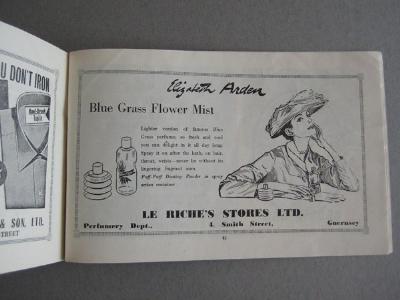 U DON'T IRON
& SON, LTD.
STREET
Elizabeth Arden
Blue Grass Flower Mist
Lighter version of famous Blue
Grass perfume, so fresh and cool
you can delight in it all day long.
Spray it on after the bath, on hair,
throat, wrists—never be without its
lingering fragrant aura.
Puff-Puff Dusting Powder in spray
action container
LE RICHE'S STORES LTD.
Perfumery Dept., 4, Smith Street, Guernsey